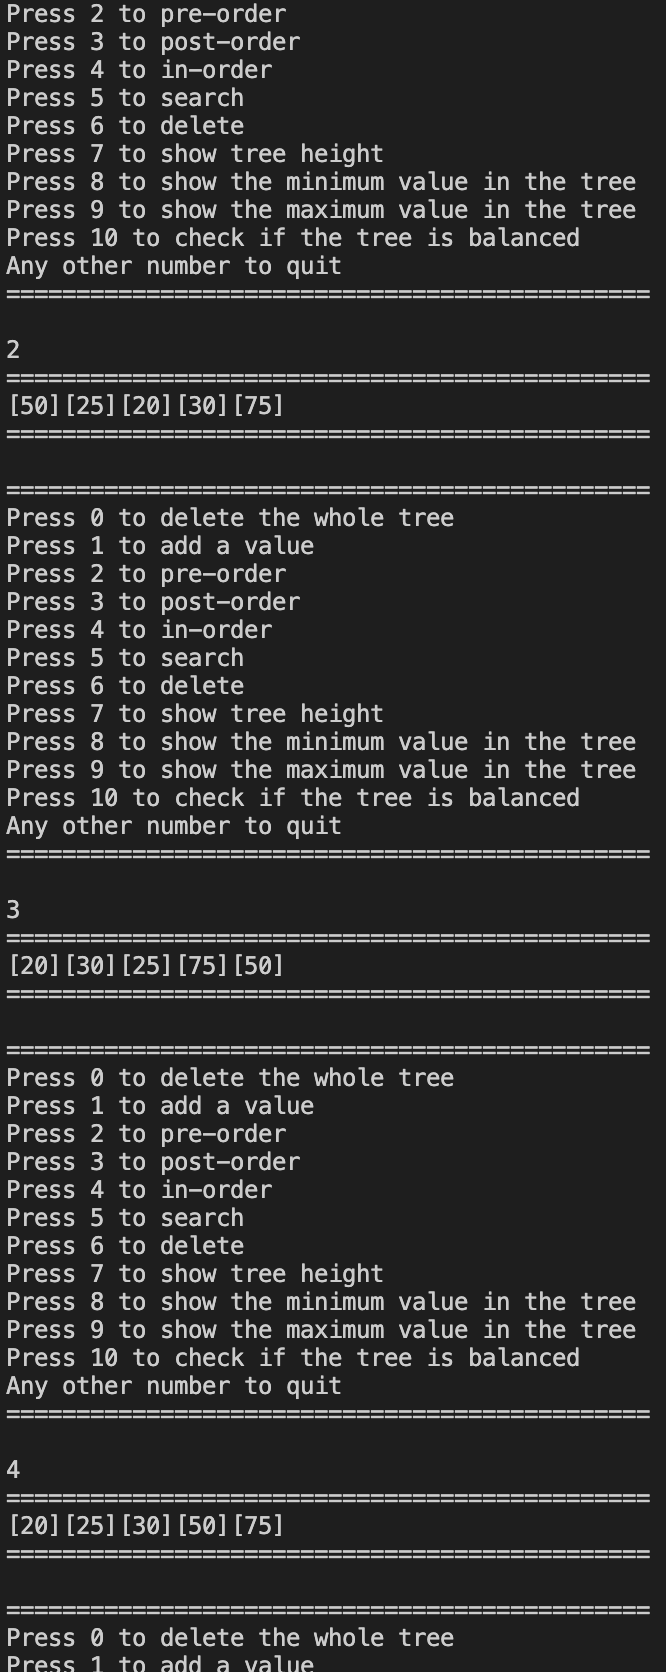 Press 2 to pre-order
Press 3 to post-order
Press 4 to in-order
Press 5 to search
Press 6 to delete
Press 7 to show tree height
Press 8 to show the minimum value in the tree
Press 9 to show the maximum value in the tree
Press 10 to check if the tree is balanced
Any other number to quit
==============================================
2
==============================================
[50][25][20][30][75]
==============================================
==============================================
Press 0 to delete the whole tree
Press 1 to add a value
Press 2 to pre-order
Press 3 to post-order
Press 4 to in-order
Press 5 to search
Press 6 to delete
Press 7 to show tree height
Press 8 to show the minimum value in the tree
Press 9 to show the maximum value in the tree
Press 10 to check if the tree is balanced
Any other number to quit
==============================================
3
==============================================
[20][30][25][75][50]
==============================================
==============================================
Press 0 to delete the whole tree
Press 1 to add a value
Press 2 to pre-order
Press 3 to post-order
Press 4 to in-order
Press 5 to search
Press 6 to delete
Press 7 to show tree height
Press 8 to show the minimum value in the tree
Press 9 to show the maximum value in the tree
Press 10 to check if the tree is balanced
Any other number to quit
==============================================
4
==============================================
[20][25][30][50][75]
==============================================
==============================================
Press 0 to delete the whole tree
Press 1 to add a value